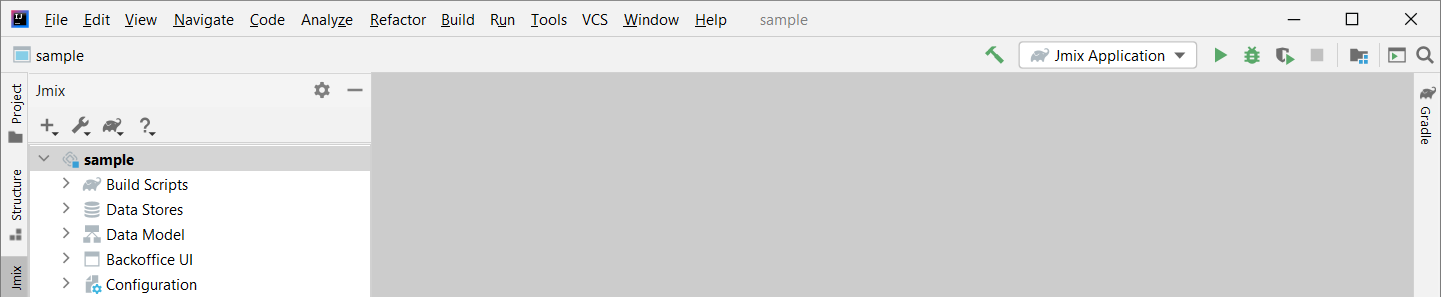 File Edit View Navigate Code Analyze Refactor Build Run Tools VCS Window Help sample
sample Jmix Application
Project
Structure
Jmix
Jmix
sample
Build Scripts
Data Stores
Data Model
Backoffice UI
Configuration
Gradle